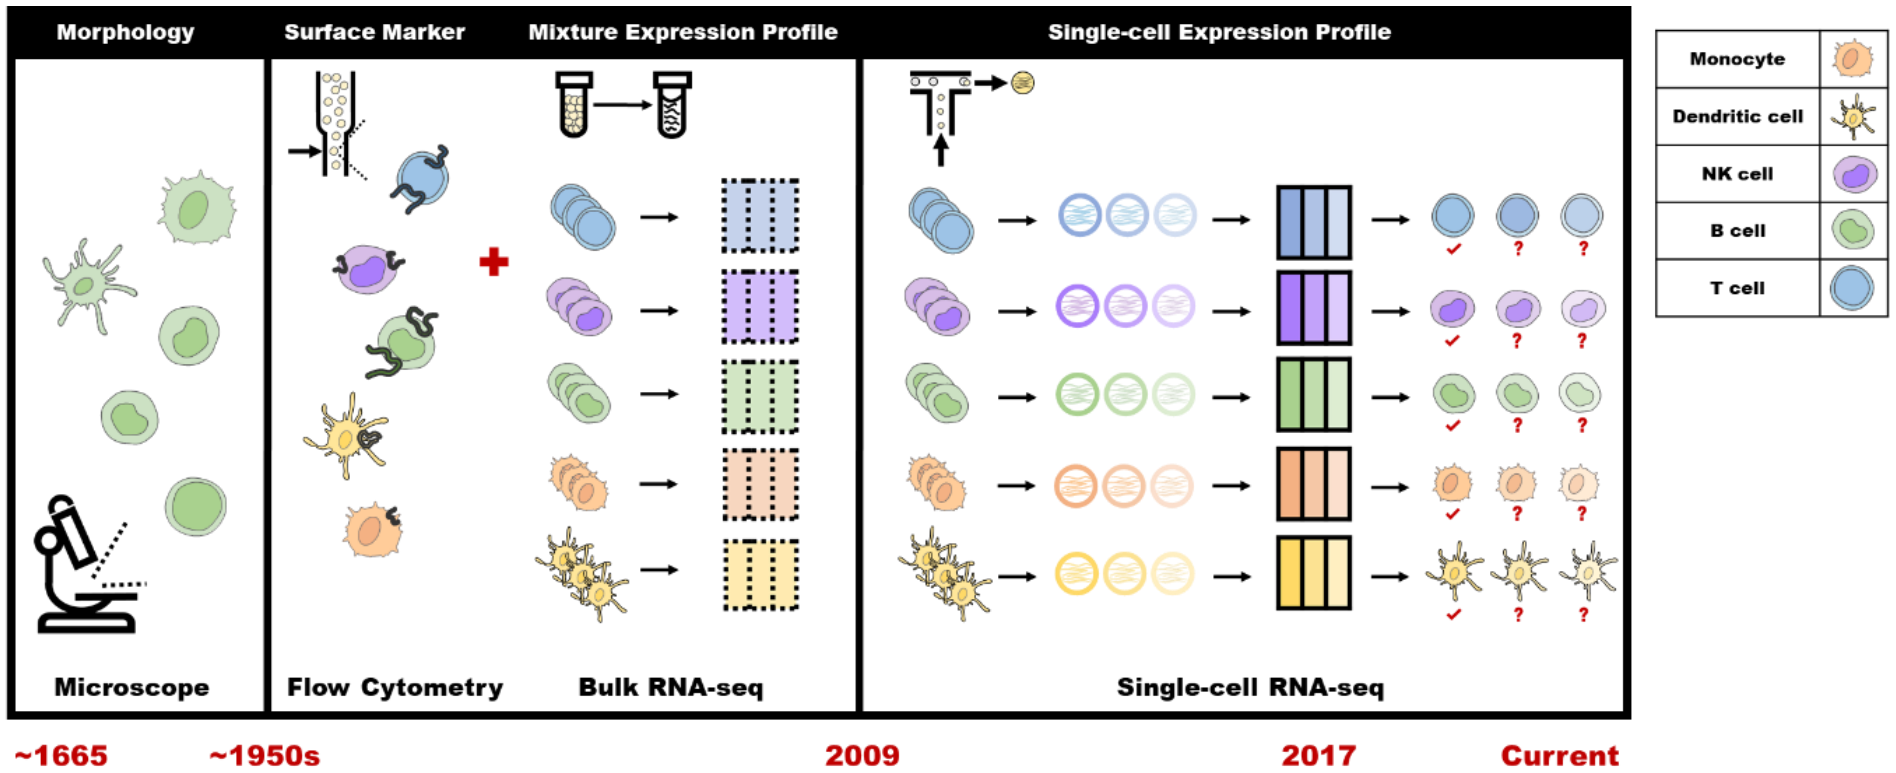 Morphology
Surface Marker
Mixture Expression Profile
Single-cell Expression Profile
Monocyte
Dendritic cell
NK cell
B cell
T cell
+
✓ ? ?
✓ ? ?
✓ ? ?
✓ ? ?
✓ ? ?
Microscope
Flow Cytometry
Bulk RNA-seq
Single-cell RNA-seq
~1665
~1950s
2009
2017
Current